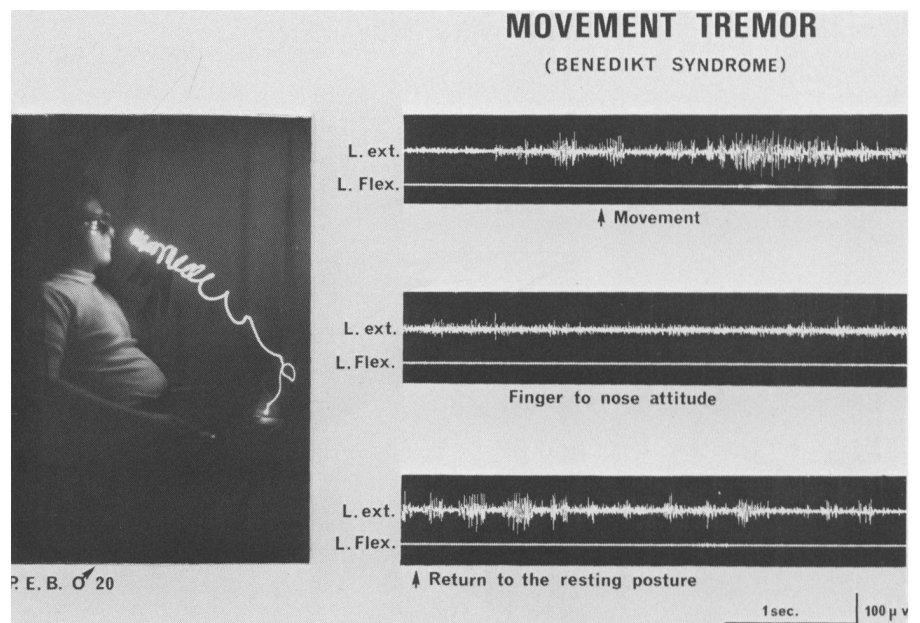 MOVEMENT TREMOR
(BENEDIKT SYNDROME)
L. ext.
L. Flex.
Movement
L. ext.
L. Flex.
Finger to nose attitude
L. ext.
L. Flex.
Return to the resting posture
P. E. B. ♂ 20
1 sec.
100 µ v